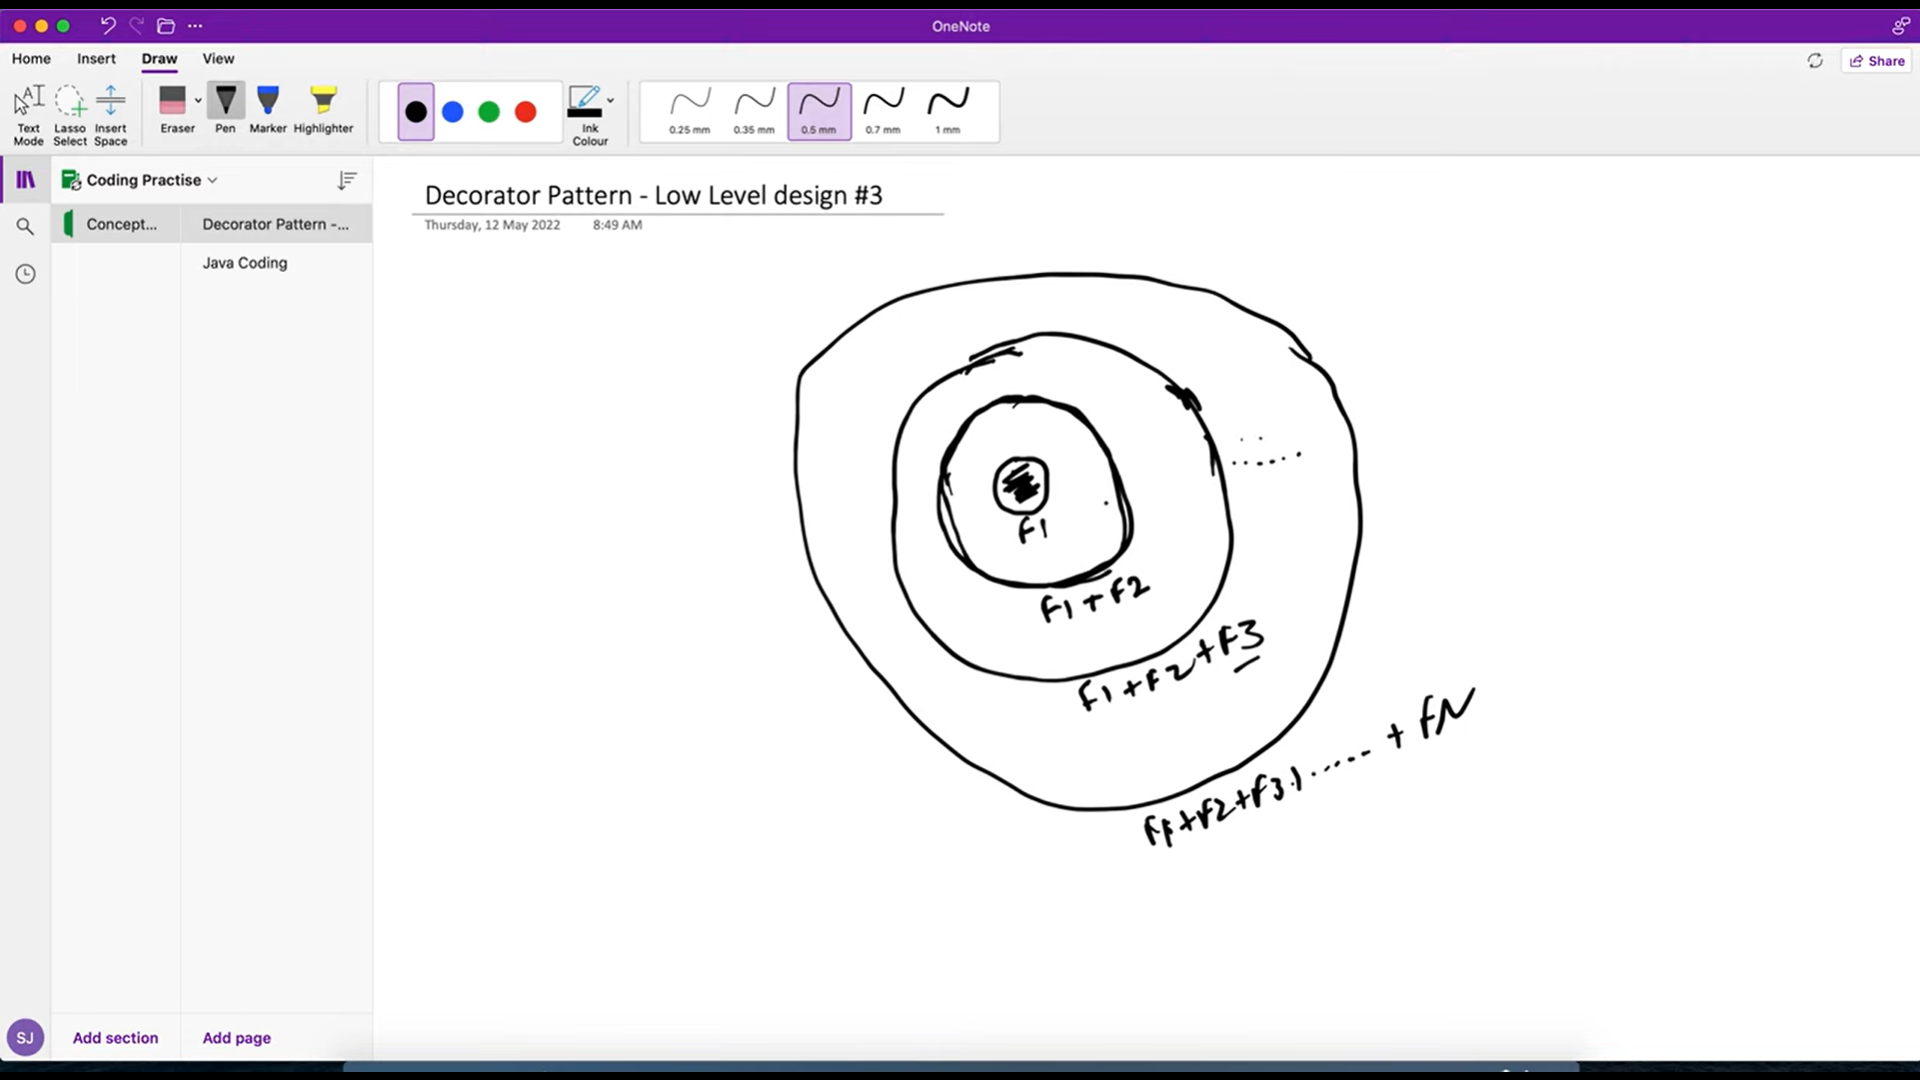 OneNote
Home Insert Draw View
Share
Text Mode
Lasso Select
Insert Space
Eraser
Pen
Marker
Highlighter
Ink Colour
0.25 mm
0.35 mm
0.5 mm
0.7 mm
1 mm
Coding Practise
Concept...
Decorator Pattern -...
Java Coding
Decorator Pattern - Low Level design #3
Thursday, 12 May 2022 8:49 AM
F1
F1 + F2
F1 + F2 + F3
F1+F2+F3 ...... + FN
SJ
Add section
Add page